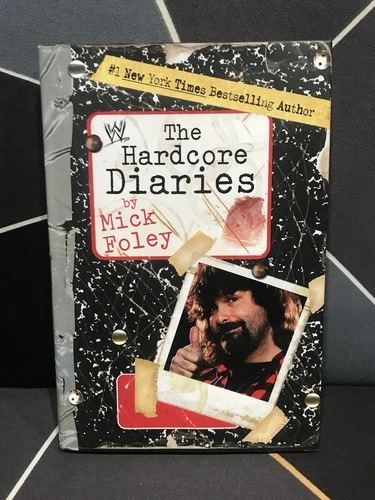 #1 New York Times Bestselling Author
W
The
Hardcore
Diaries
by
Mick
Foley